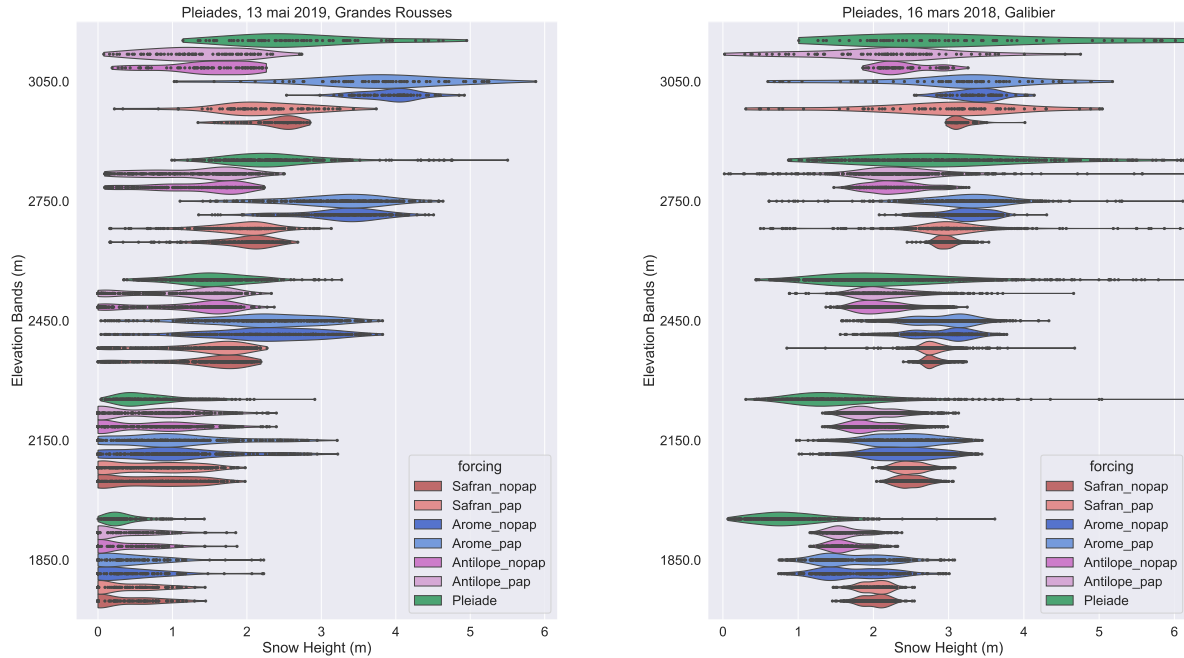 Pleiades, 13 mai 2019, Grandes Rousses
Elevation Bands (m)
3050.0
2750.0
2450.0
2150.0
1850.0
forcing
Safran_nopap
Safran_pap
Arome_nopap
Arome_pap
Antilope_nopap
Antilope_pap
Pleiade
0 1 2 3 4 5 6
Snow Height (m)
Pleiades, 16 mars 2018, Galibier
Elevation Bands (m)
3050.0
2750.0
2450.0
2150.0
1850.0
forcing
Safran_nopap
Safran_pap
Arome_nopap
Arome_pap
Antilope_nopap
Antilope_pap
Pleiade
0 1 2 3 4 5 6
Snow Height (m)